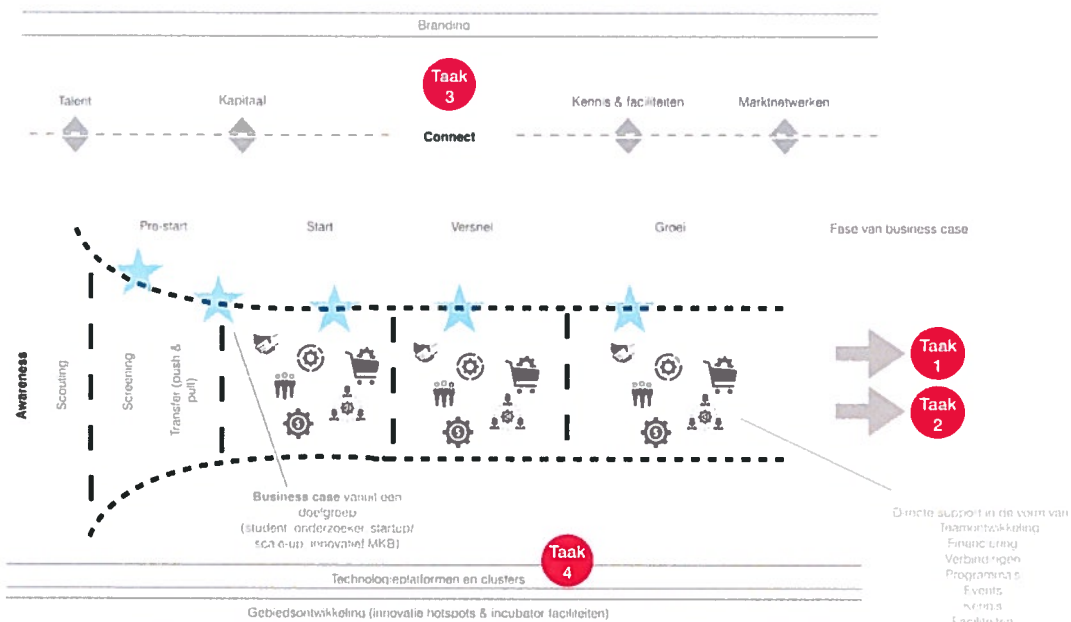 Branding
Taak
3
Talent
Kapitaal
Kennis & faciliteiten
Marktnetwerken
Connect
Pre-start
Start
Versnel
Groei
Fase van business case
Awareness
Scouting
Screening
Transfer (push &
pull)
Taak
1
Taak
2
Business case vanuit een
doelgroep
(student, onderzoeker, startup/
scale-up, innovatief MKB)
Directe support in de vorm van
Teamontwikkeling
Financiering
Verbindingen
Programma's
Events
Kennis
Faciliteiten
Taak
4
Technologieplatformen en clusters
Gebiedsontwikkeling (innovatie hotspots & incubator faciliteiten)